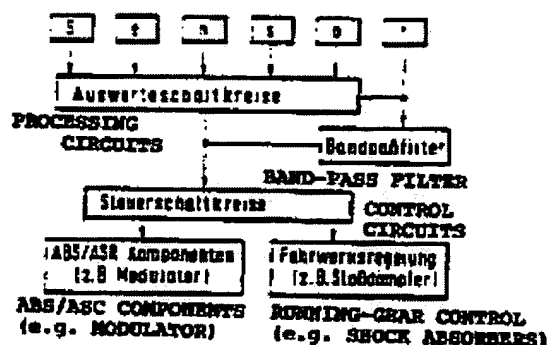 S e n s o r
Auswerteschaltkreise
PROCESSING
CIRCUITS
Bandpaßfilter
BAND-PASS FILTER
Steuerschaltkreise
CONTROL
CIRCUITS
ABS/ASR Komponenten
(z.B Modulator)
Fahrwerksregelung
(z.B.Stoßdämpfer)
ABS/ASC COMPONENTS
(e.g. MODULATOR)
RUNNING-GEAR CONTROL
(e.g. SHOCK ABSORBERS)